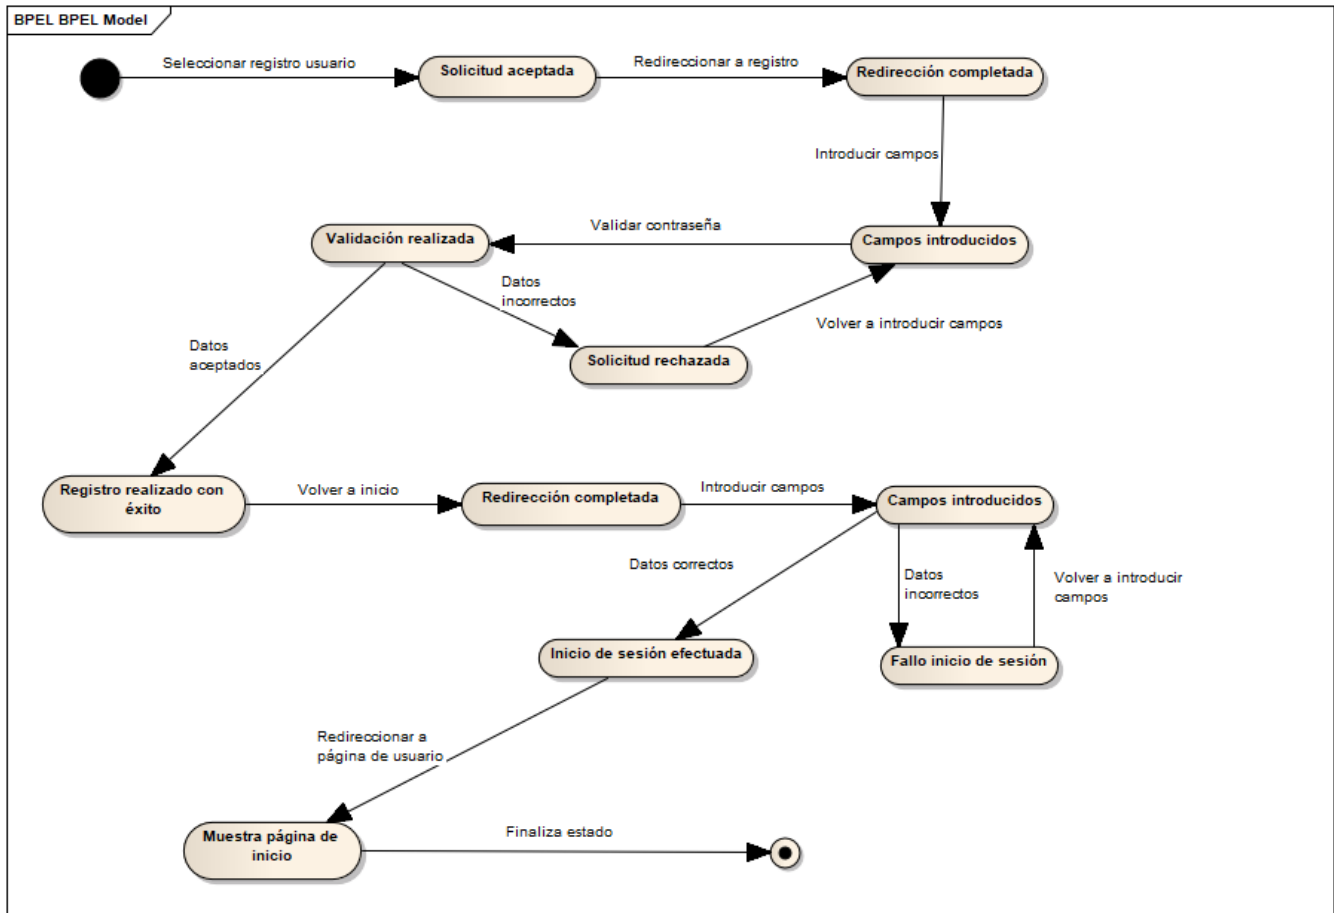 BPEL BPEL Model
Seleccionar registro usuario
Solicitud aceptada
Redireccionar a registro
Redirección completada
Introducir campos
Validación realizada
Validar contraseña
Campos introducidos
Datos
incorrectos
Volver a introducir campos
Datos
aceptados
Solicitud rechazada
Registro realizado con
éxito
Volver a inicio
Redirección completada
Introducir campos
Campos introducidos
Datos correctos
Datos
incorrectos
Volver a introducir
campos
Inicio de sesión efectuada
Fallo inicio de sesión
Redireccionar a
página de usuario
Muestra página de
inicio
Finaliza estado